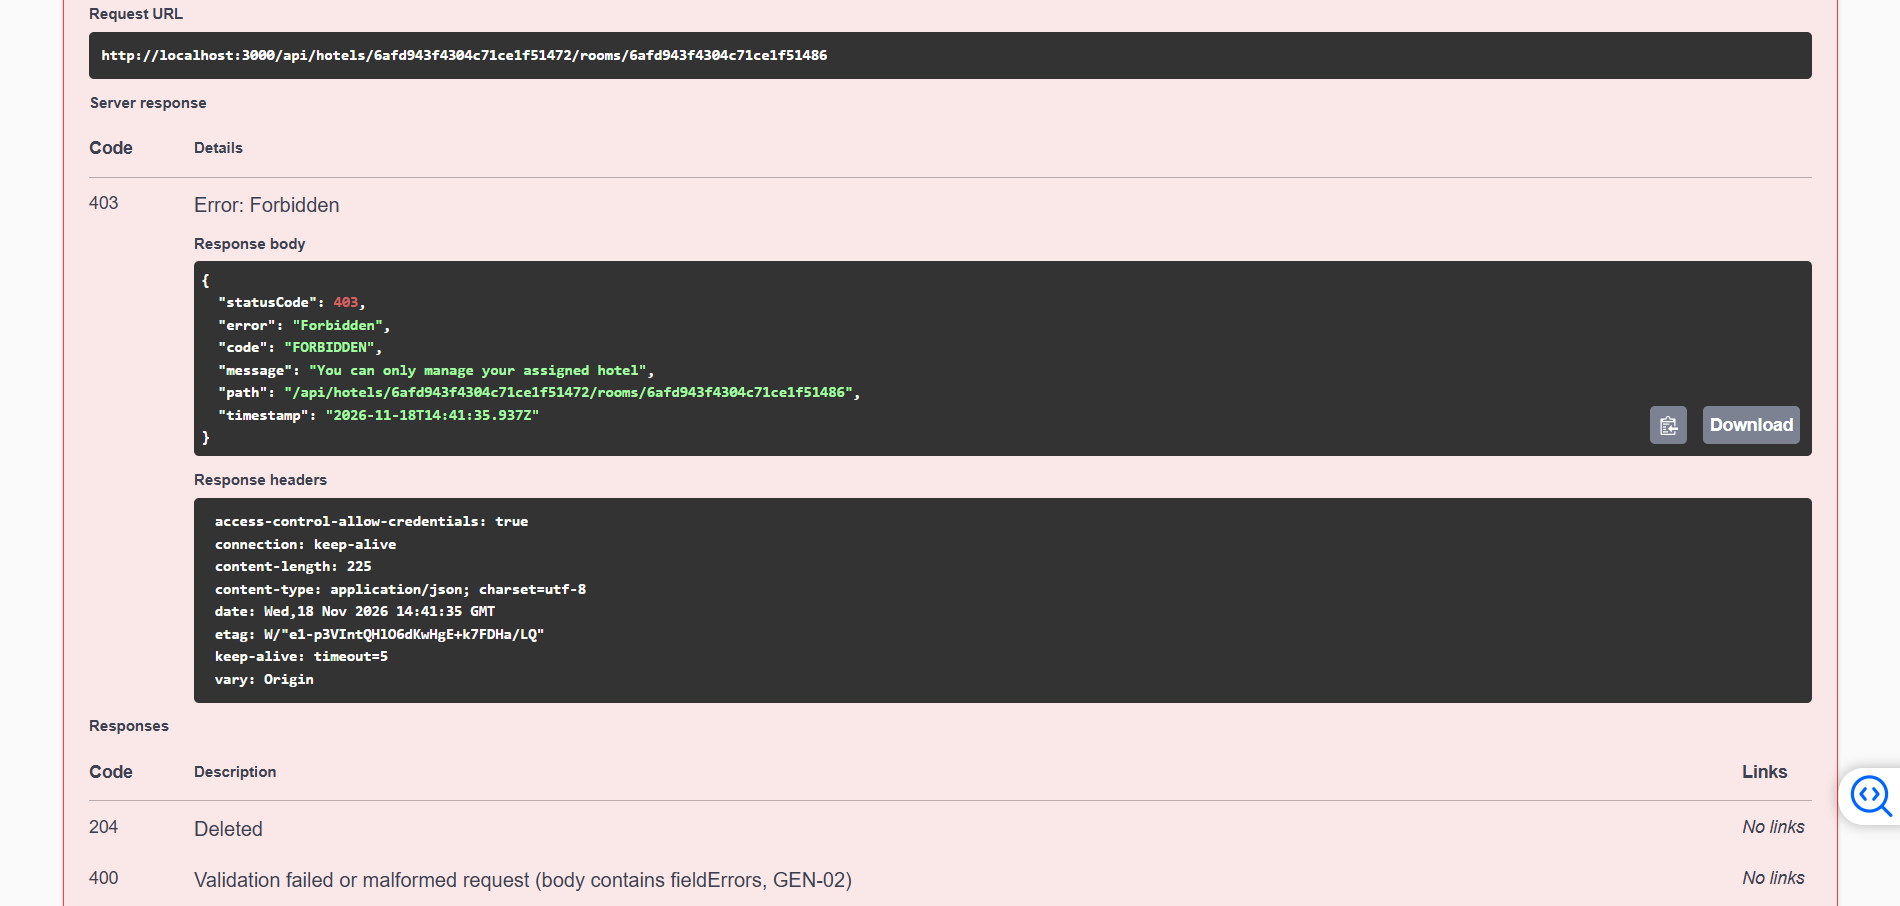 Request URL
http://localhost:3000/api/hotels/6afd943f4304c71ce1f51472/rooms/6afd943f4304c71ce1f51486
Server response
Code Details
403 Error: Forbidden
Response body
{
"statusCode": 403,
"error": "Forbidden",
"code": "FORBIDDEN",
"message": "You can only manage your assigned hotel",
"path": "/api/hotels/6afd943f4304c71ce1f51472/rooms/6afd943f4304c71ce1f51486",
"timestamp": "2026-11-18T14:41:35.937Z"
}
Download
Response headers
access-control-allow-credentials: true
connection: keep-alive
content-length: 225
content-type: application/json; charset=utf-8
date: Wed,18 Nov 2026 14:41:35 GMT
etag: W/"e1-p3VIntQHlO6dKwHgE+k7FDHa/LQ"
keep-alive: timeout=5
vary: Origin
Responses
Code Description Links
204 Deleted No links
400 Validation failed or malformed request (body contains fieldErrors, GEN-02) No links